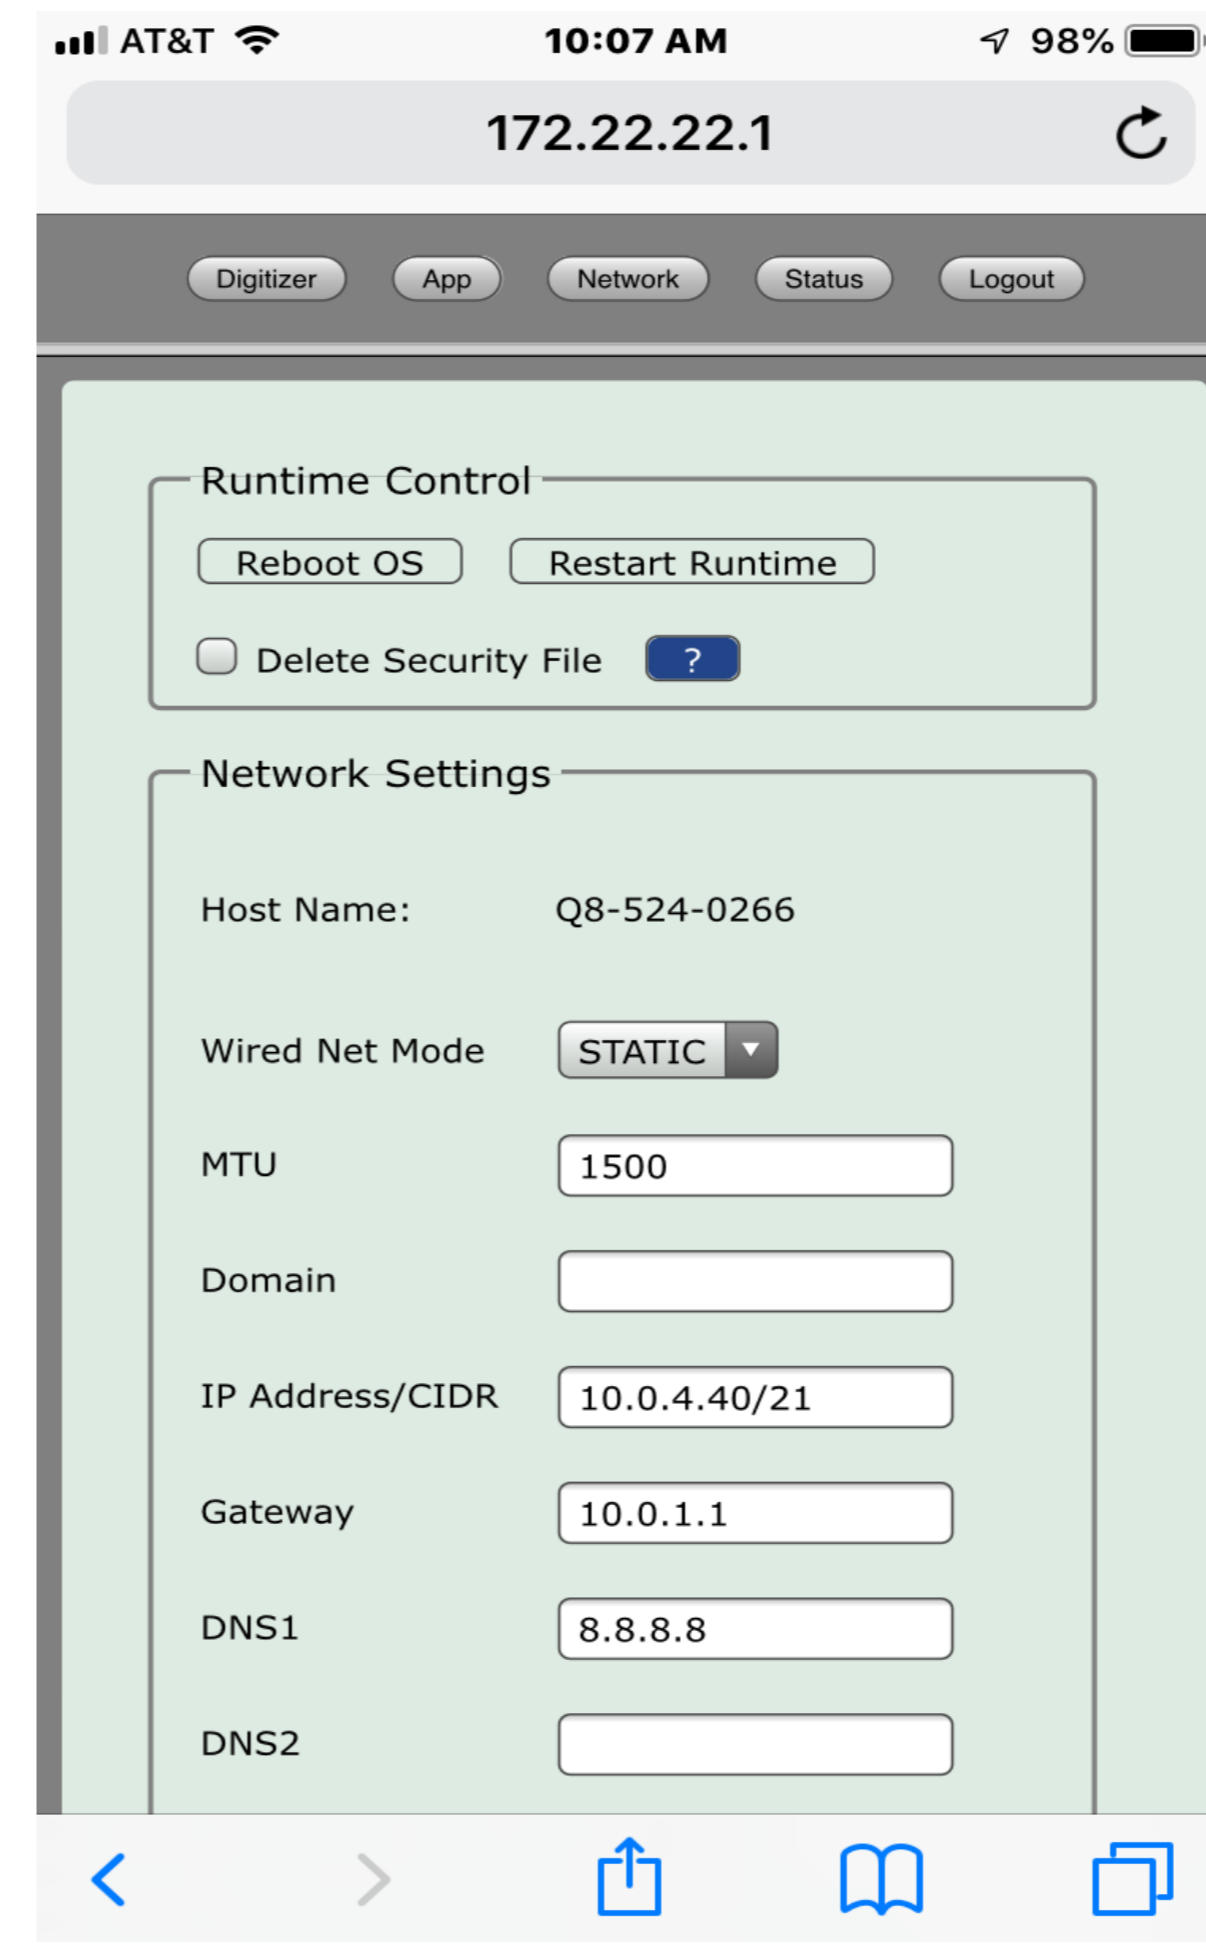 AT&T 10:07 AM 98%
172.22.22.1
Digitizer App Network Status Logout
Runtime Control
Reboot OS Restart Runtime
Delete Security File ?
Network Settings
Host Name: Q8-524-0266
Wired Net Mode STATIC
MTU 1500
Domain
IP Address/CIDR 10.0.4.40/21
Gateway 10.0.1.1
DNS1 8.8.8.8
DNS2